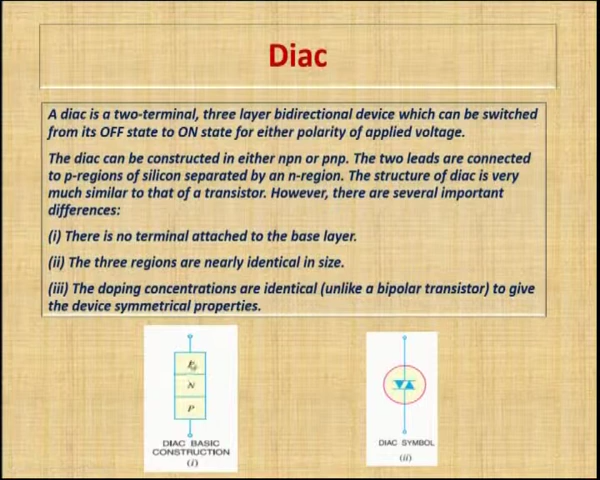 Diac
A diac is a two-terminal, three layer bidirectional device which can be switched
from its OFF state to ON state for either polarity of applied voltage.
The diac can be constructed in either npn or pnp. The two leads are connected
to p-regions of silicon separated by an n-region. The structure of diac is very
much similar to that of a transistor. However, there are several important
differences:
(i) There is no terminal attached to the base layer.
(ii) The three regions are nearly identical in size.
(iii) The doping concentrations are identical (unlike a bipolar transistor) to give
the device symmetrical properties.
P
N
P
DIAC BASIC
CONSTRUCTION
(i)
DIAC SYMBOL
(ii)